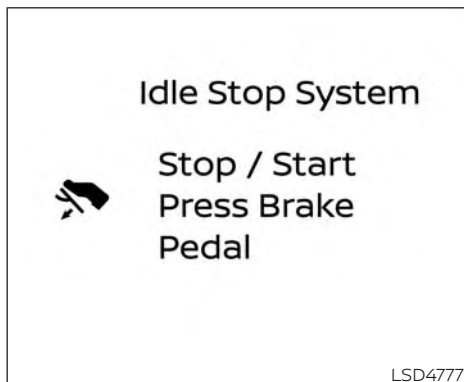 Idle Stop System
Stop / Start
Press Brake
Pedal
LSD4777